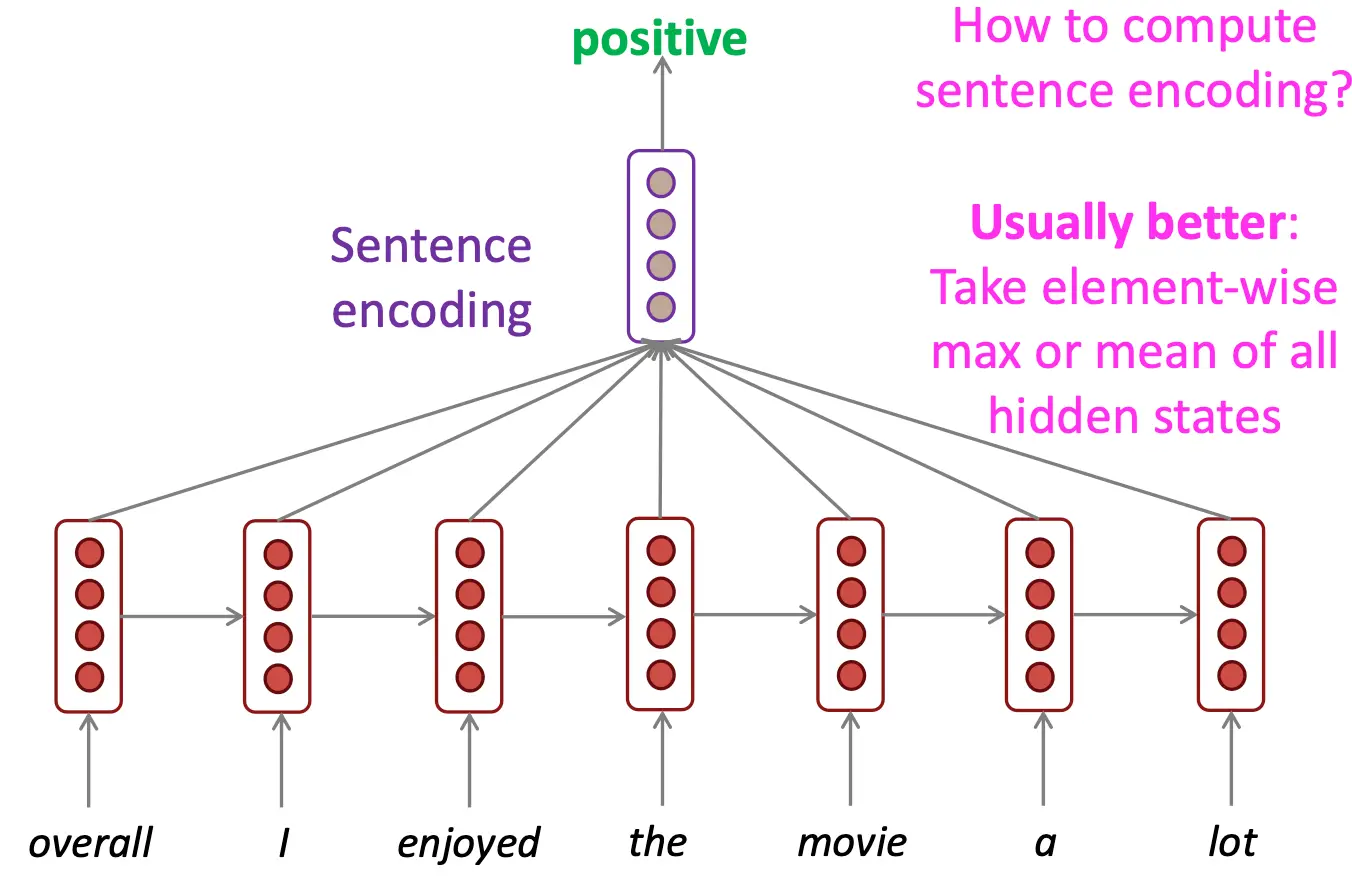 positive
How to compute
sentence encoding?
Sentence
encoding
Usually better:
Take element-wise
max or mean of all
hidden states
overall I enjoyed the movie a lot